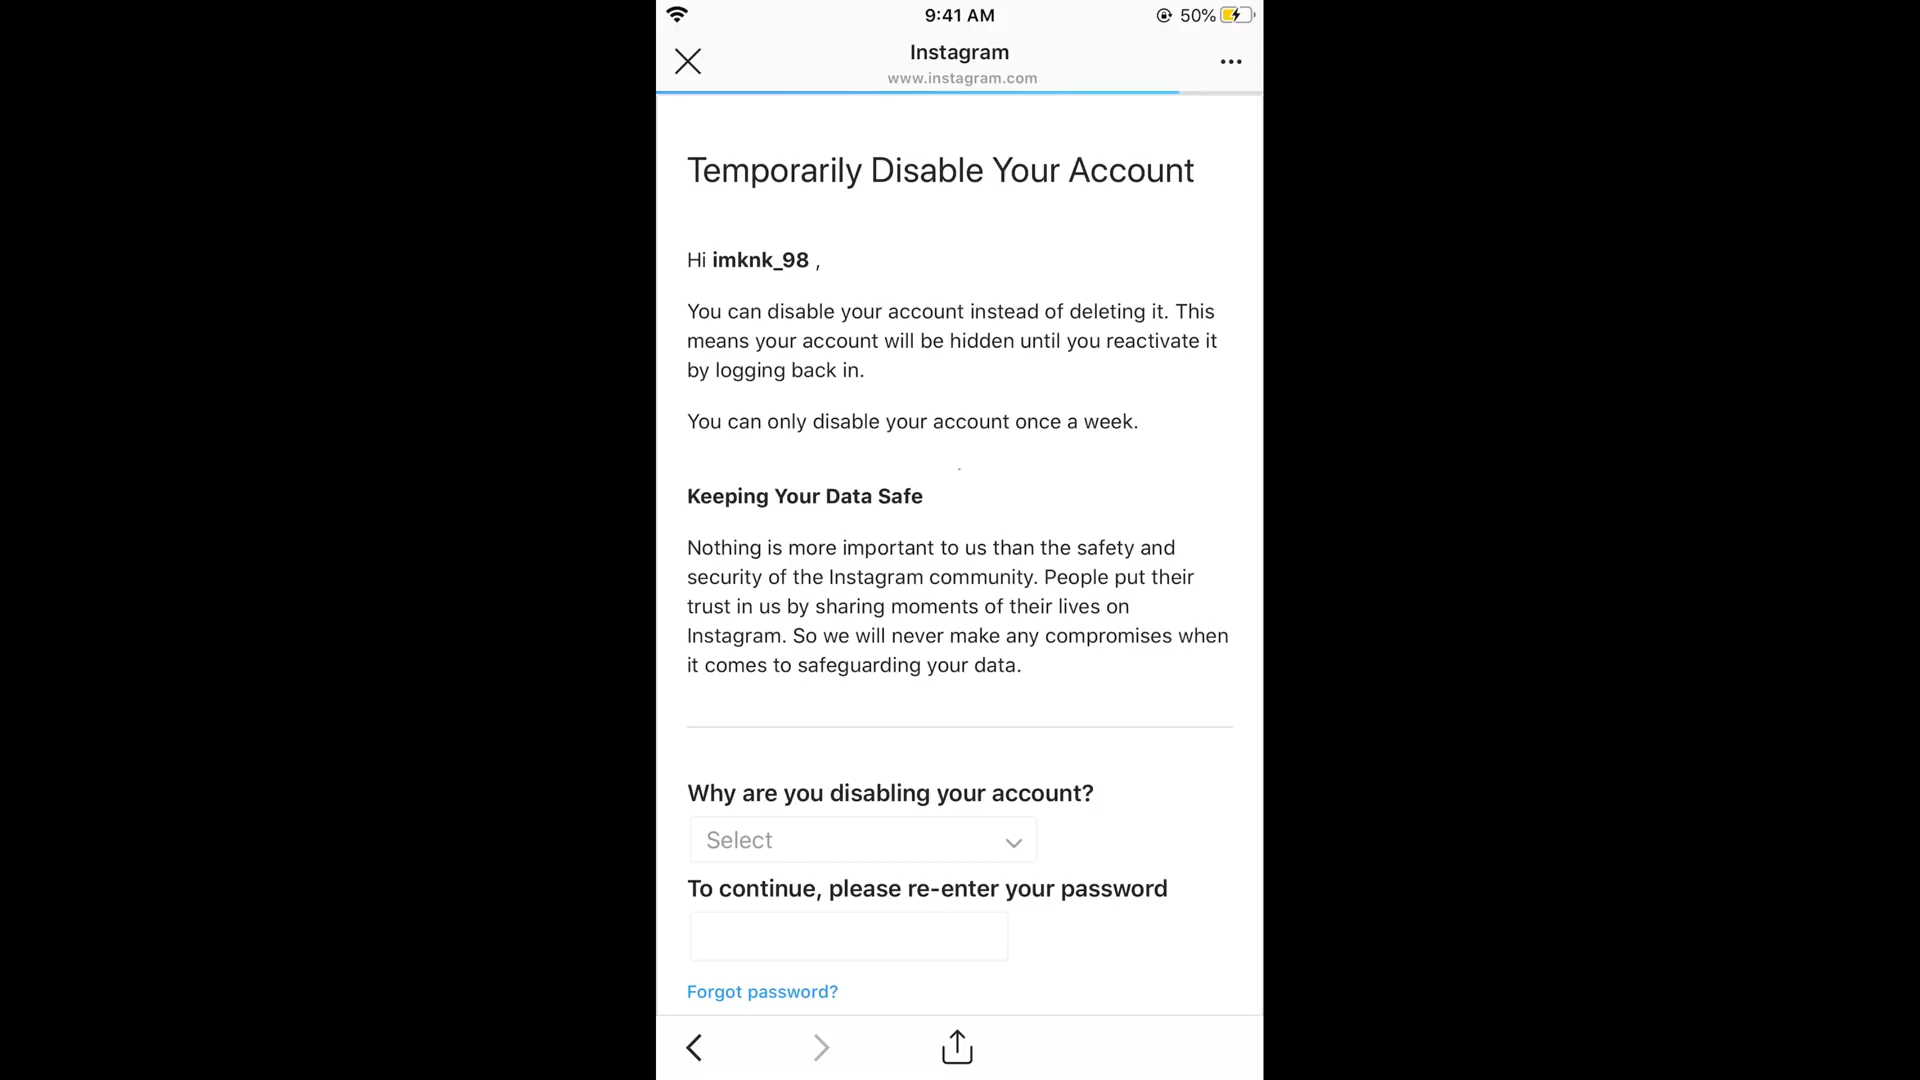 9:41 AM
50%
Instagram
www.instagram.com
Temporarily Disable Your Account
Hi imknk_98 ,
You can disable your account instead of deleting it. This
means your account will be hidden until you reactivate it
by logging back in.
You can only disable your account once a week.
Keeping Your Data Safe
Nothing is more important to us than the safety and
security of the Instagram community. People put their
trust in us by sharing moments of their lives on
Instagram. So we will never make any compromises when
it comes to safeguarding your data.
Why are you disabling your account?
Select
To continue, please re-enter your password
Forgot password?